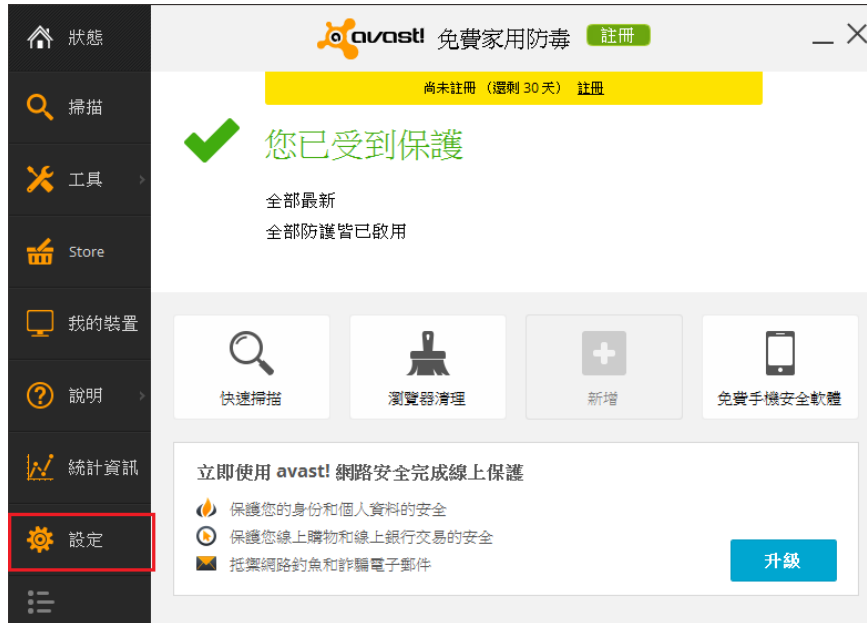 狀態
掃描
工具
Store
我的裝置
說明
統計資訊
設定
avast! 免費家用防毒 註冊
尚未註冊（還剩 30 天） 註冊
您已受到保護
全部最新
全部防護皆已啟用
快速掃描
瀏覽器清理
新增
免費手機安全軟體
立即使用 avast! 網路安全完成線上保護
保護您的身份和個人資料的安全
保護您線上購物和線上銀行交易的安全
抵禦網路釣魚和詐騙電子郵件
升級